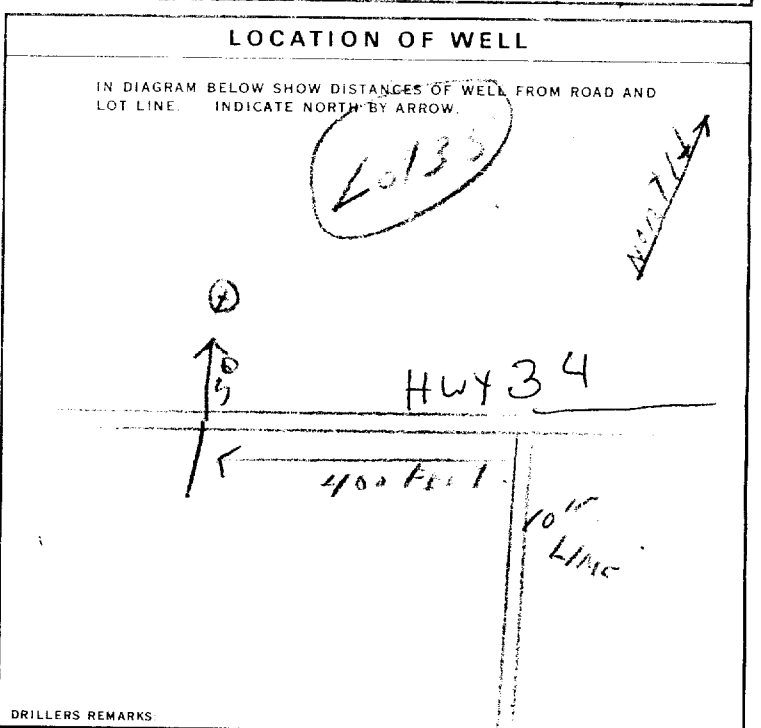 LOCATION OF WELL
IN DIAGRAM BELOW SHOW DISTANCES OF WELL FROM ROAD AND
LOT LINE. INDICATE NORTH BY ARROW.
Lot 33
NORTH
HWY 34
400 Feet
10th
LINE
DRILLERS REMARKS: